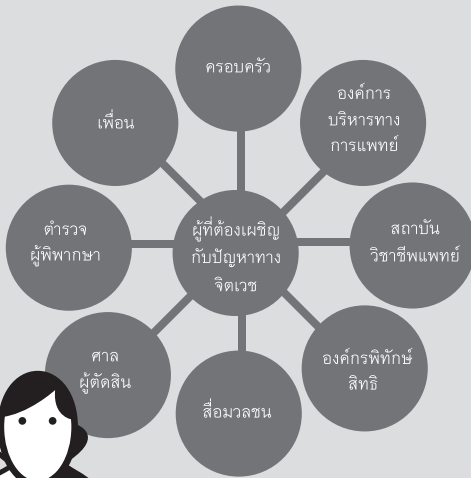 ครอบครัว
องค์การ
บริหารทาง
การแพทย์
สถาบัน
วิชาชีพแพทย์
องค์กรพิทักษ์
สิทธิ
สื่อมวลชน
ศาล
ผู้ตัดสิน
ตำรวจ
ผู้พิพากษา
เพื่อน
ผู้ที่ต้องเผชิญ
กับปัญหาทาง
จิตเวช